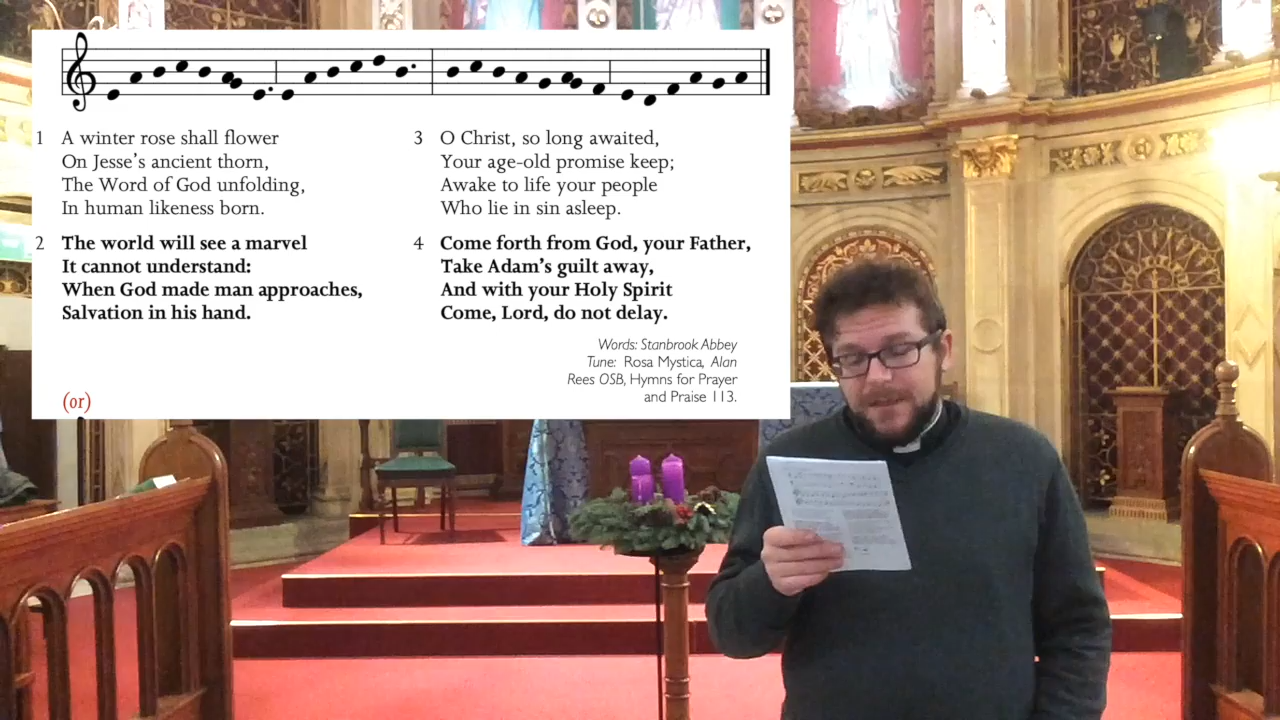 1 A winter rose shall flower
On Jesse's ancient thorn,
The Word of God unfolding,
In human likeness born.
2 The world will see a marvel
It cannot understand:
When God made man approaches,
Salvation in his hand.
3 O Christ, so long awaited,
Your age-old promise keep;
Awake to life your people
Who lie in sin asleep.
4 Come forth from God, your Father,
Take Adam's guilt away,
And with your Holy Spirit
Come, Lord, do not delay.
Words: Stanbrook Abbey
Tune: Rosa Mystica, Alan
Rees OSB, Hymns for Prayer
and Praise 113.
(or)